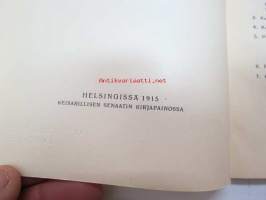 antikvariaatti.net
HELSINGISSÄ 1915
KEISARILLISEN SENAATIN KIRJAPAINOSSA